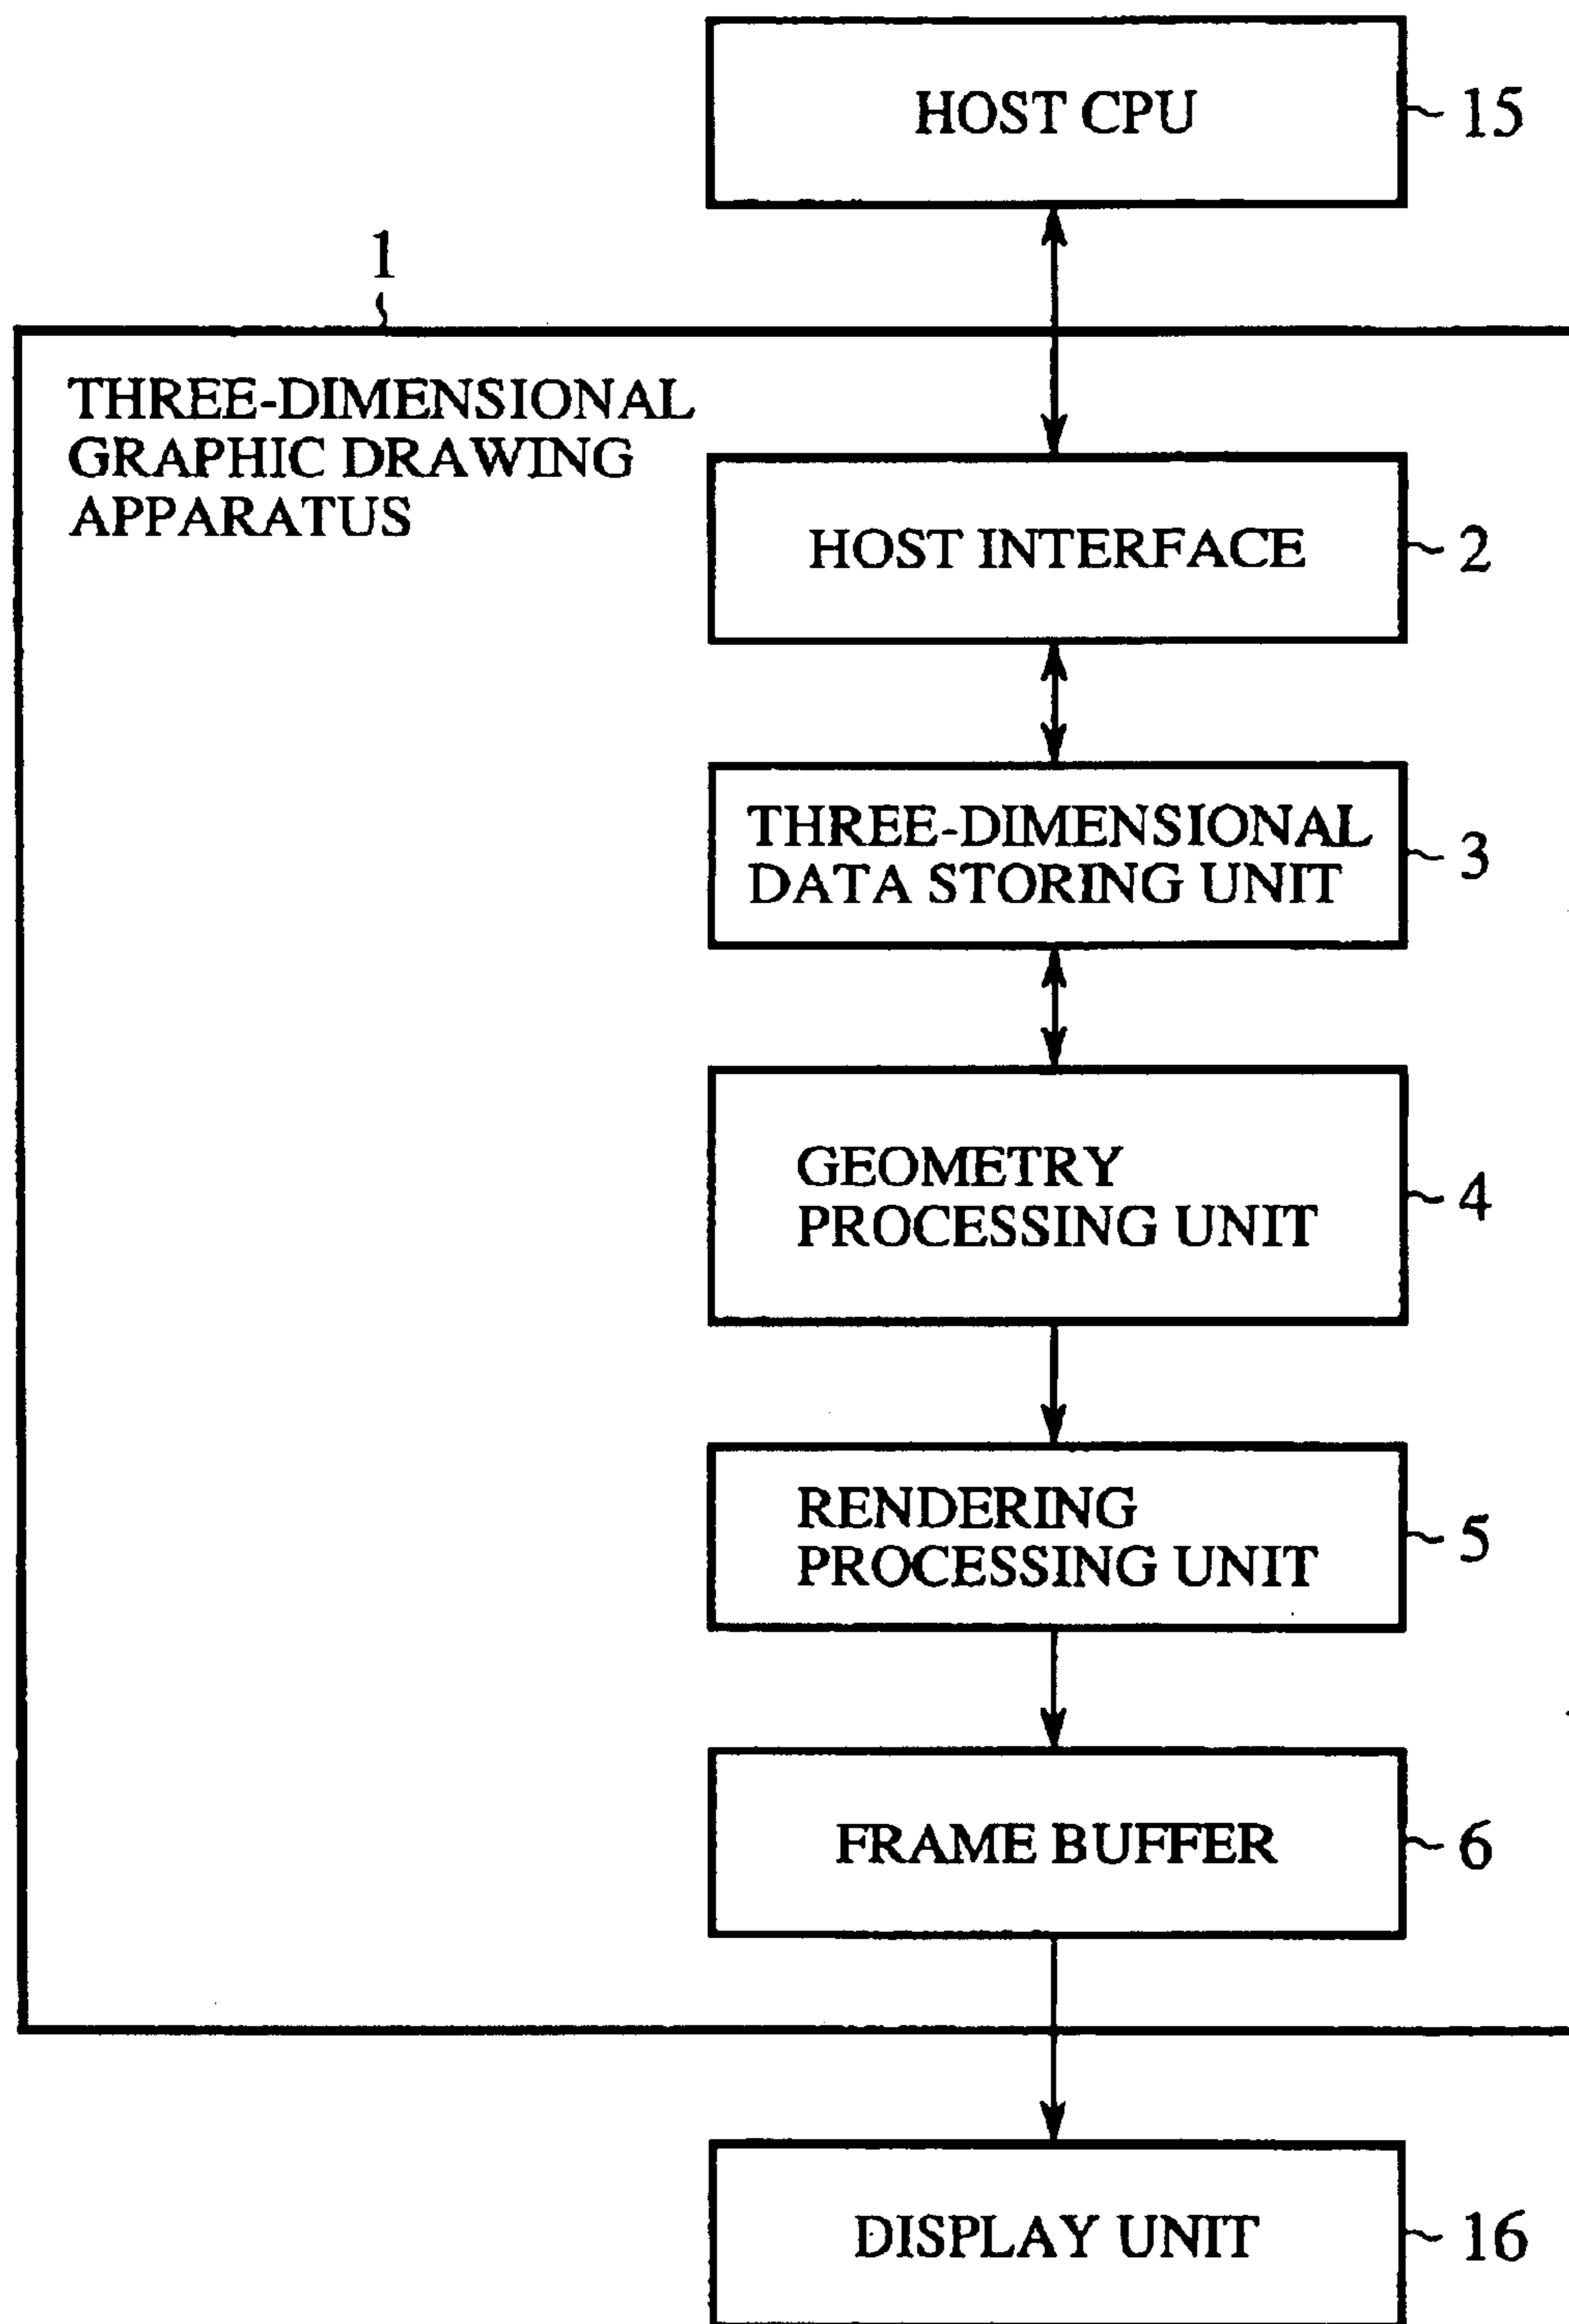 HOST CPU
15
1
THREE-DIMENSIONAL
GRAPHIC DRAWING
APPARATUS
HOST INTERFACE
2
THREE-DIMENSIONAL
DATA STORING UNIT
3
GEOMETRY
PROCESSING UNIT
4
RENDERING
PROCESSING UNIT
5
FRAME BUFFER
6
DISPLAY UNIT
16